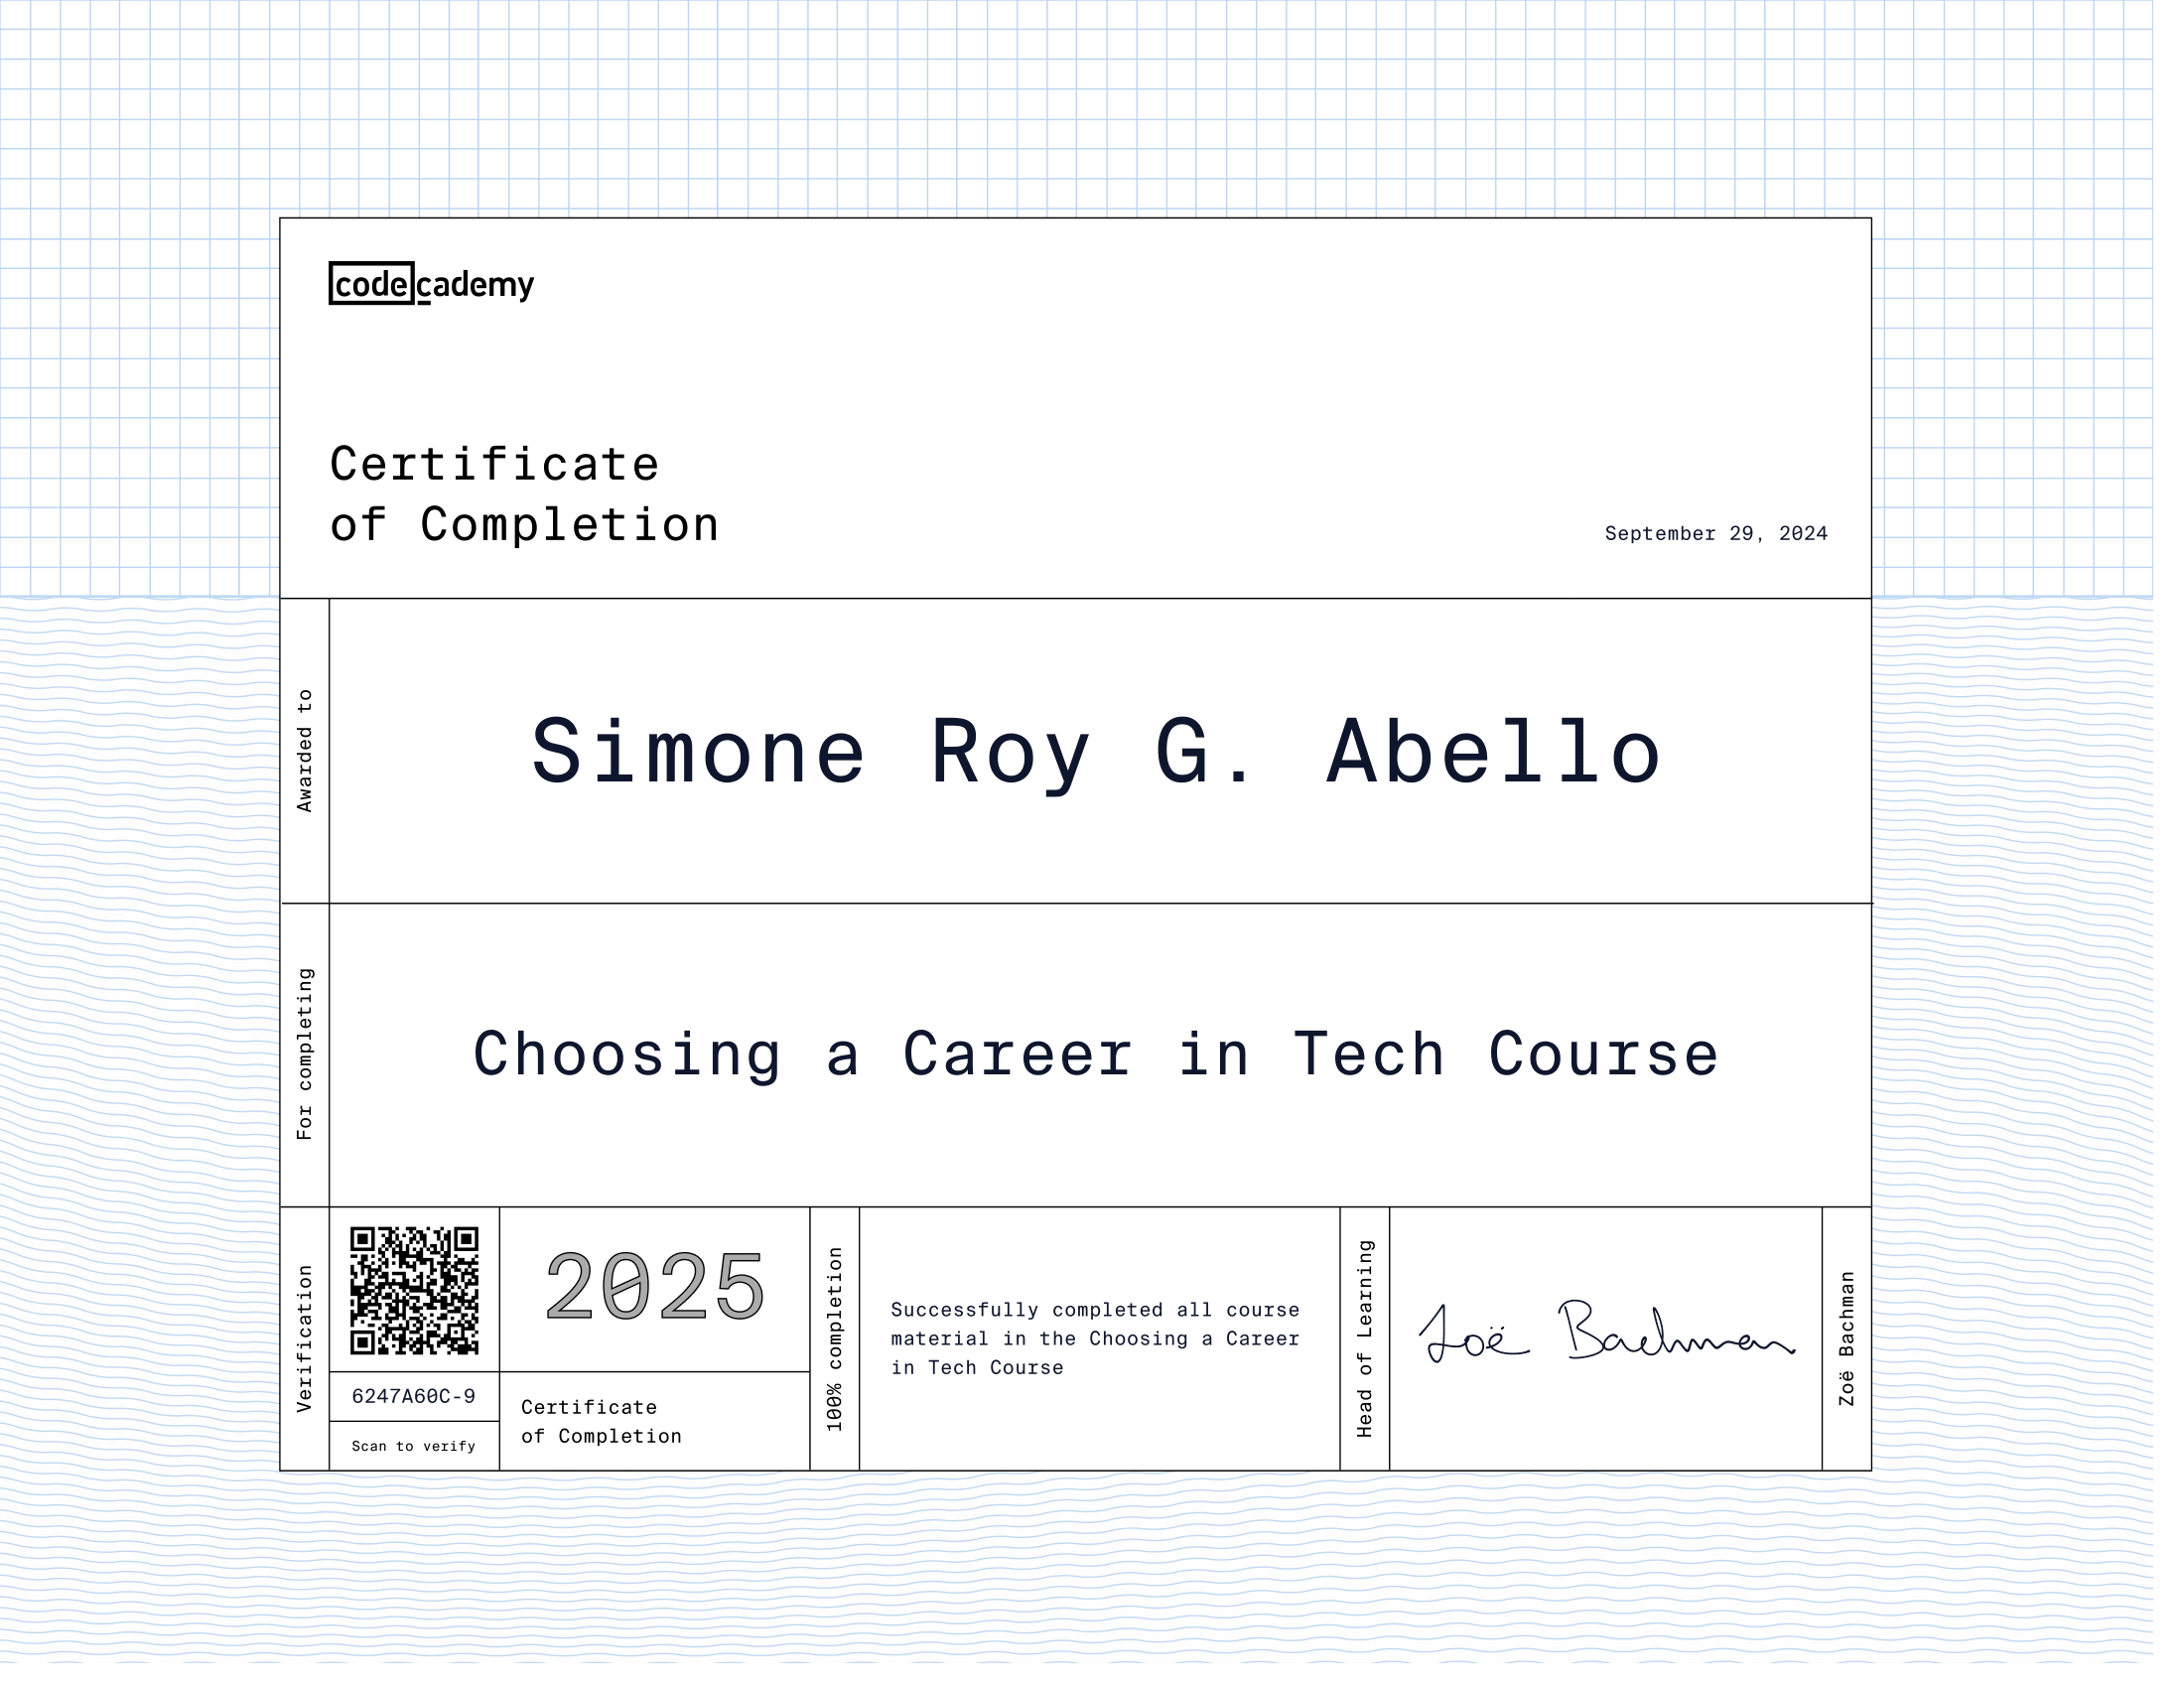 codecademy
Certificate
of Completion
September 29, 2024
Awarded to
Simone Roy G. Abello
For completing
Choosing a Career in Tech Course
Verification
6247A60C-9
Scan to verify
2025
Certificate
of Completion
100% completion
Successfully completed all course
material in the Choosing a Career
in Tech Course
Head of Learning
Zoë Bachman
Zoë Bachman